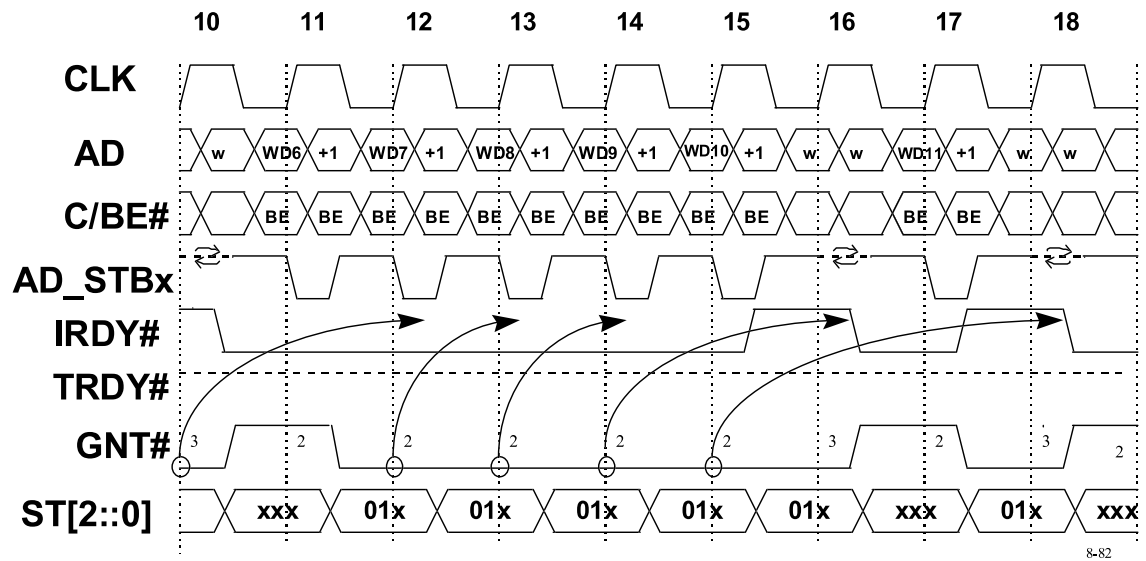 10 11 12 13 14 15 16 17 18
CLK
AD w WD6 +1 WD7 +1 WD8 +1 WD9 +1 WD10 +1 w w WD11 +1 w w
C/BE# BE BE BE BE BE BE BE BE BE BE BE BE
AD_STBx
IRDY#
TRDY#
GNT# 3 2 2 2 2 2 3 2 3 2
ST[2::0] xxx 01x 01x 01x 01x 01x xxx 01x xxx
8-82